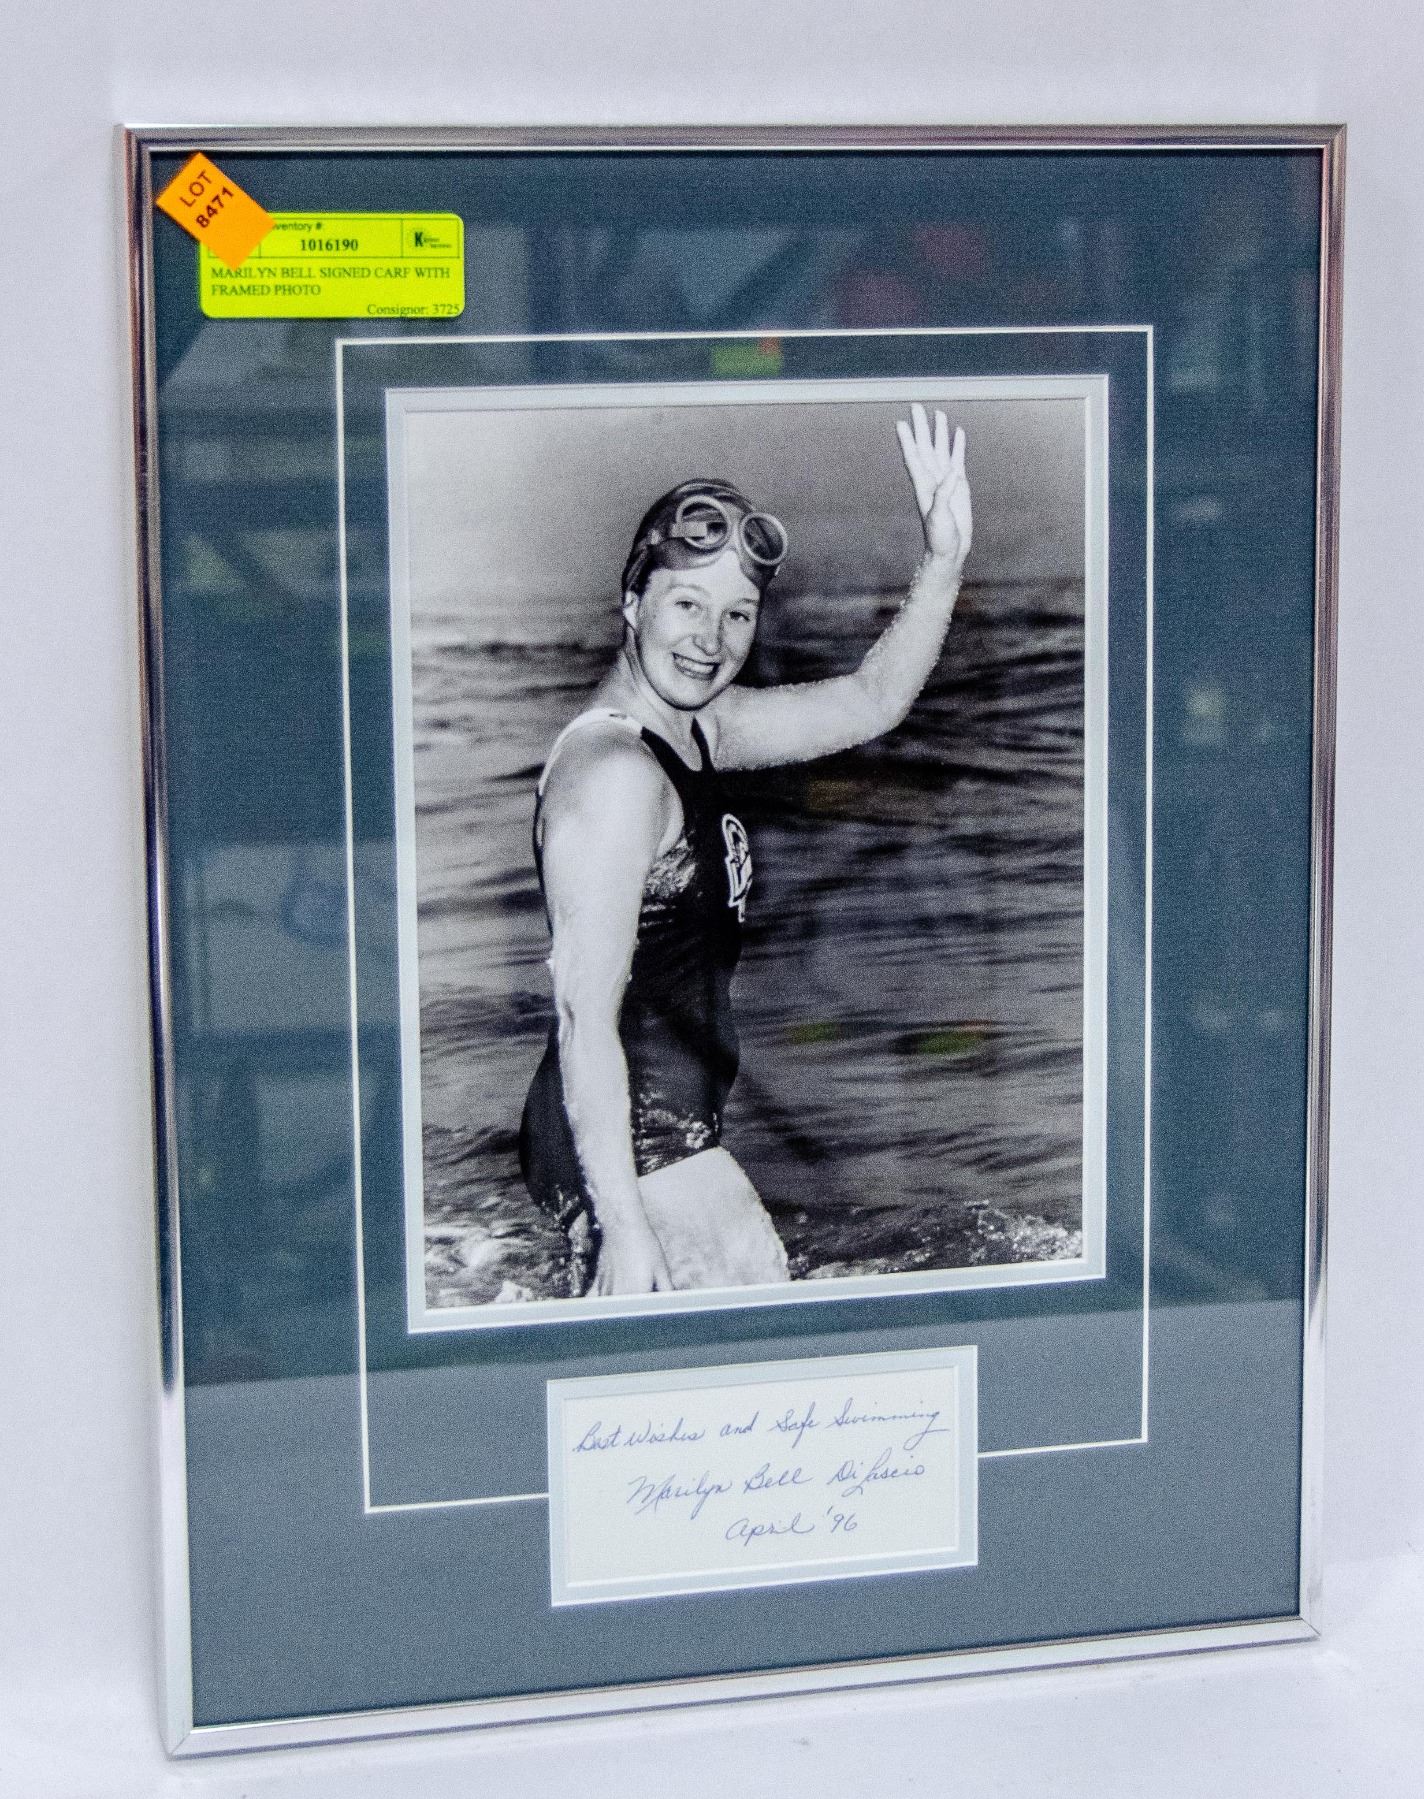 LOT
8471
ventory #:
1016190
MARILYN BELL SIGNED CARF WITH
FRAMED PHOTO
Consignor: 3725
Best Wishes and Safe Swimming
Marilyn Bell DiLascio
April '96